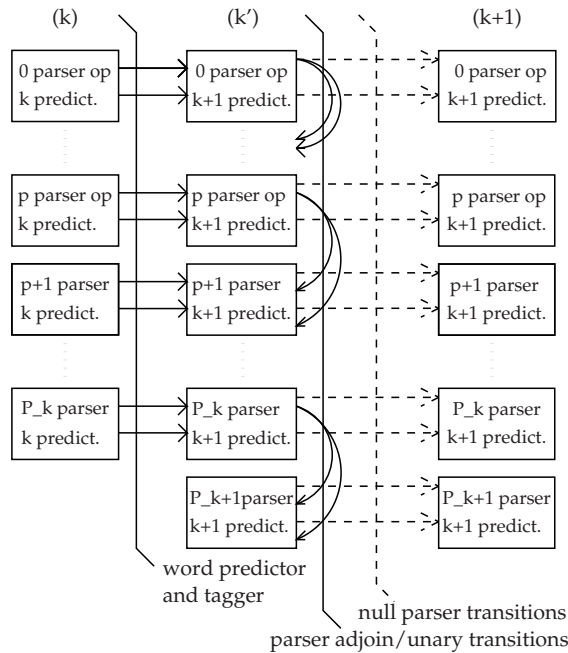 (k) (k') (k+1)
0 parser op 0 parser op 0 parser op
k predict. k+1 predict. k+1 predict.
p parser op p parser op p parser op
k predict. k+1 predict. k+1 predict.
p+1 parser p+1 parser p+1 parser
k predict. k+1 predict. k+1 predict.
P_k parser P_k parser P_k parser
k predict. k+1 predict. k+1 predict.
P_k+1parser P_k+1 parser
k+1 predict. k+1 predict.
word predictor
and tagger
null parser transitions
parser adjoin/unary transitions